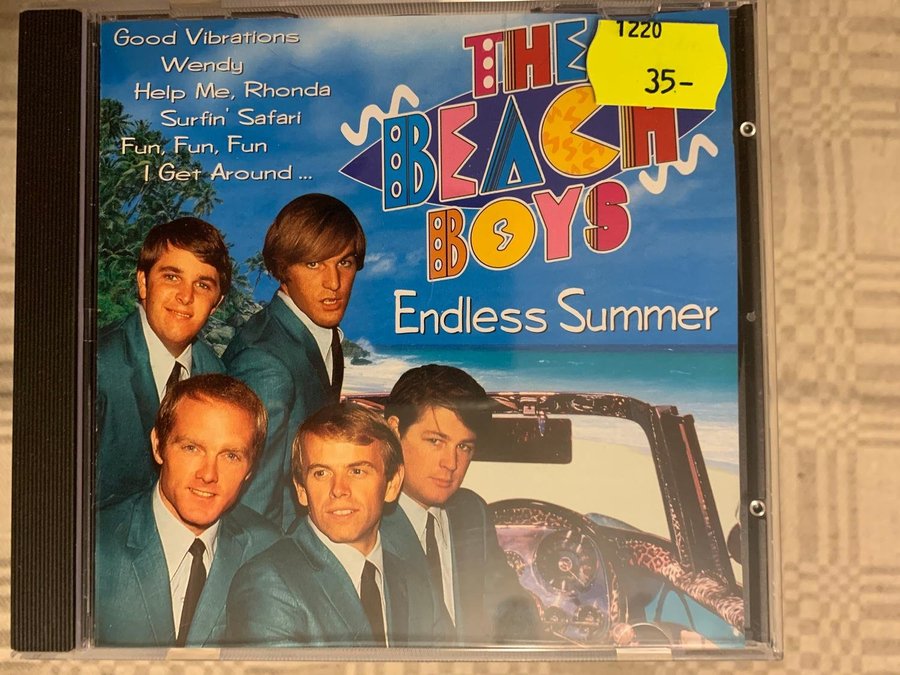 Good Vibrations
Wendy
Help Me, Rhonda
Surfin' Safari
Fun, Fun, Fun
I Get Around ...
THE
BEACH
BOYS
Endless Summer
1220
35-